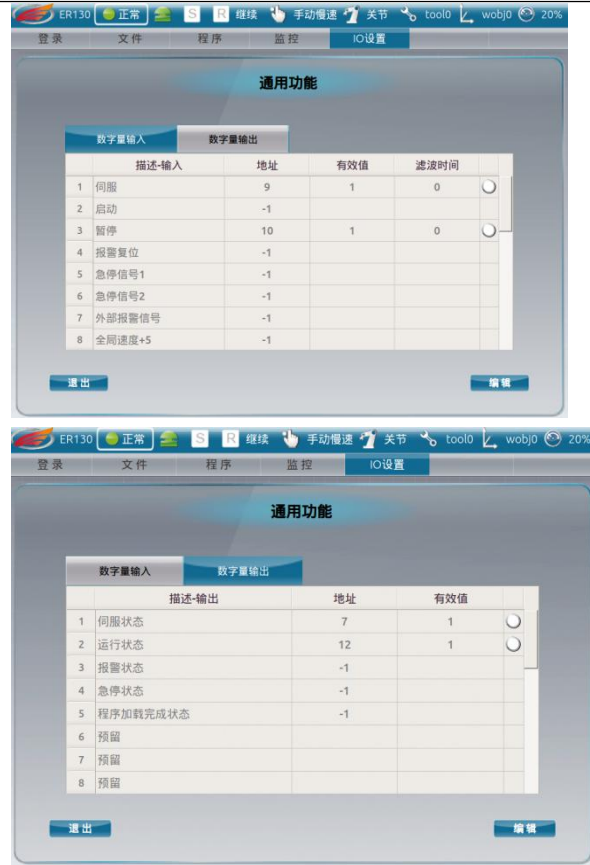 ER130 正常 S R 继续 手动慢速 关节 tool0 wobj0 20%
登录 文件 程序 监控 IO设置
通用功能
数字量输入 数字量输出
描述-输入 地址 有效值 滤波时间
1 伺服 9 1 0
2 启动 -1
3 暂停 10 1 0
4 报警复位 -1
5 急停信号1 -1
6 急停信号2 -1
7 外部报警信号 -1
8 全局速度+5 -1
退出 编辑
ER130 正常 S R 继续 手动慢速 关节 tool0 wobj0 20%
登录 文件 程序 监控 IO设置
通用功能
数字量输入 数字量输出
描述-输出 地址 有效值
1 伺服状态 7 1
2 运行状态 12 1
3 报警状态 -1
4 急停状态 -1
5 程序加载完成状态 -1
6 预留
7 预留
8 预留
退出 编辑